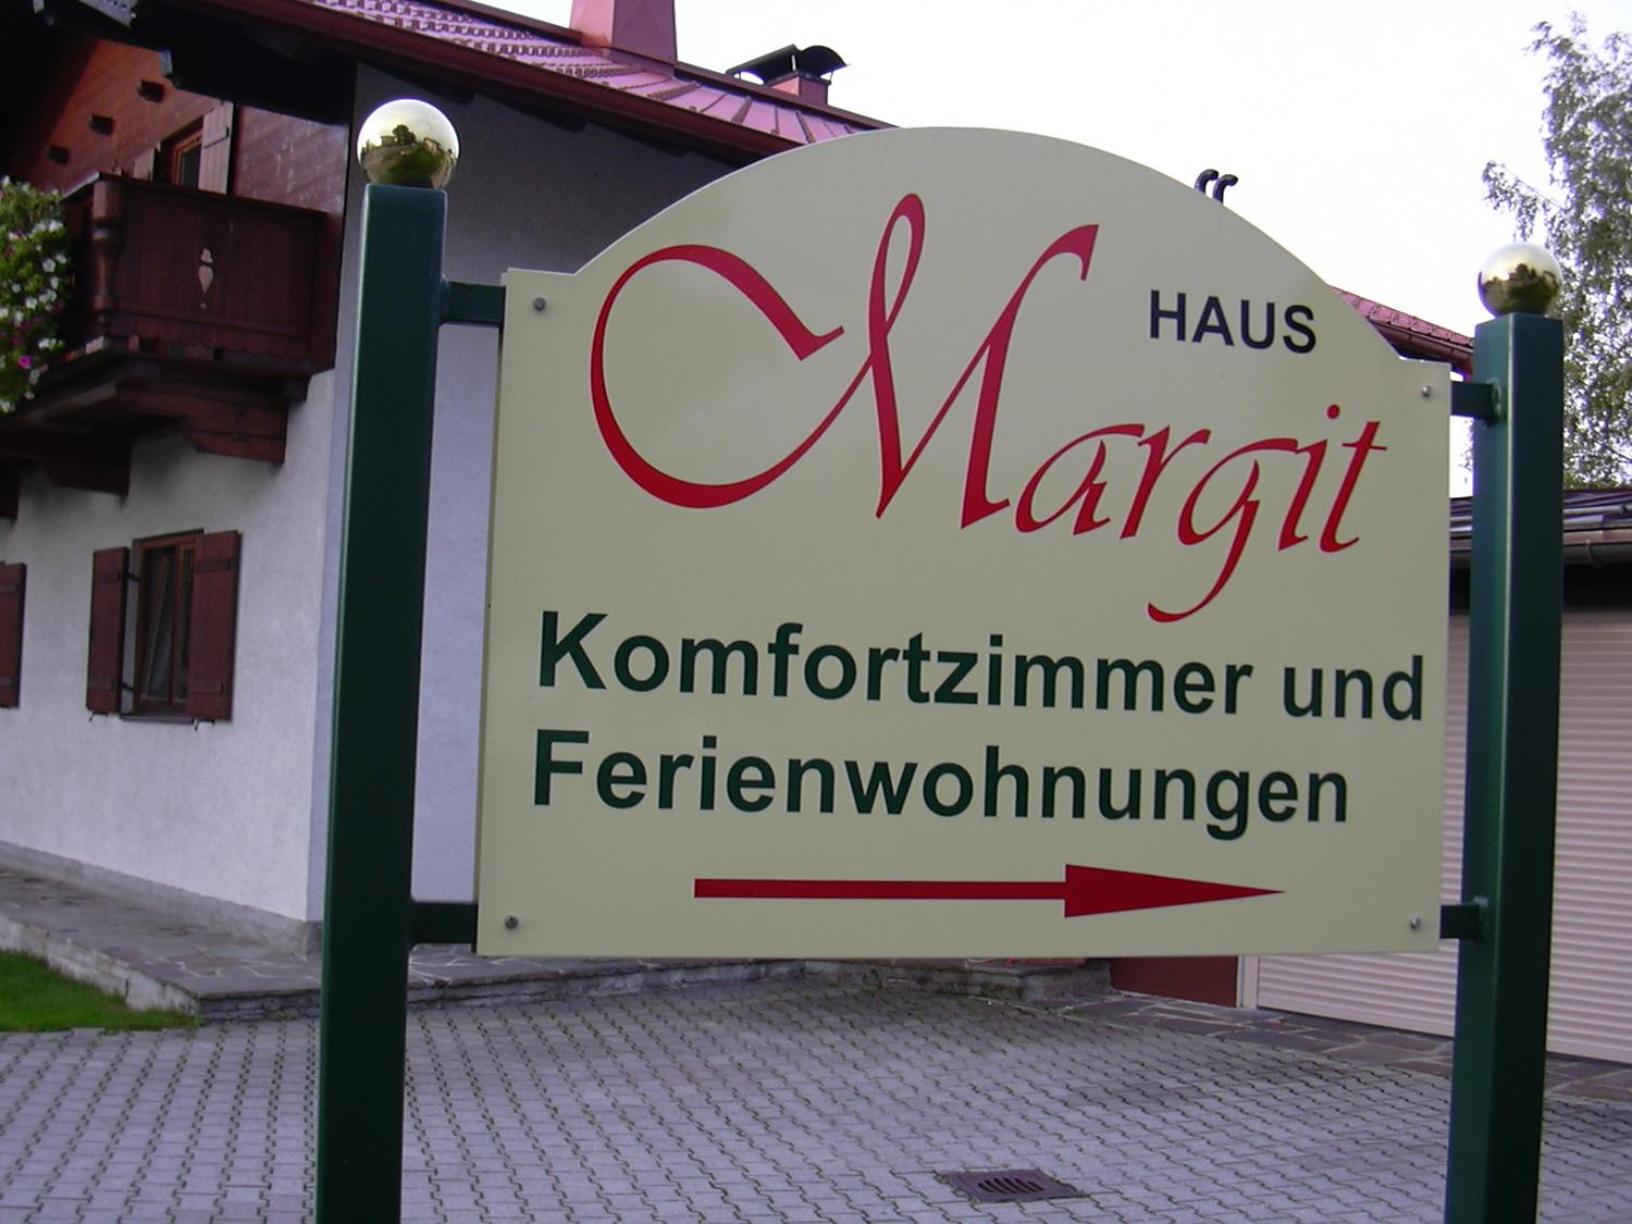 HAUS
Margit
Komfortzimmer und
Ferienwohnungen